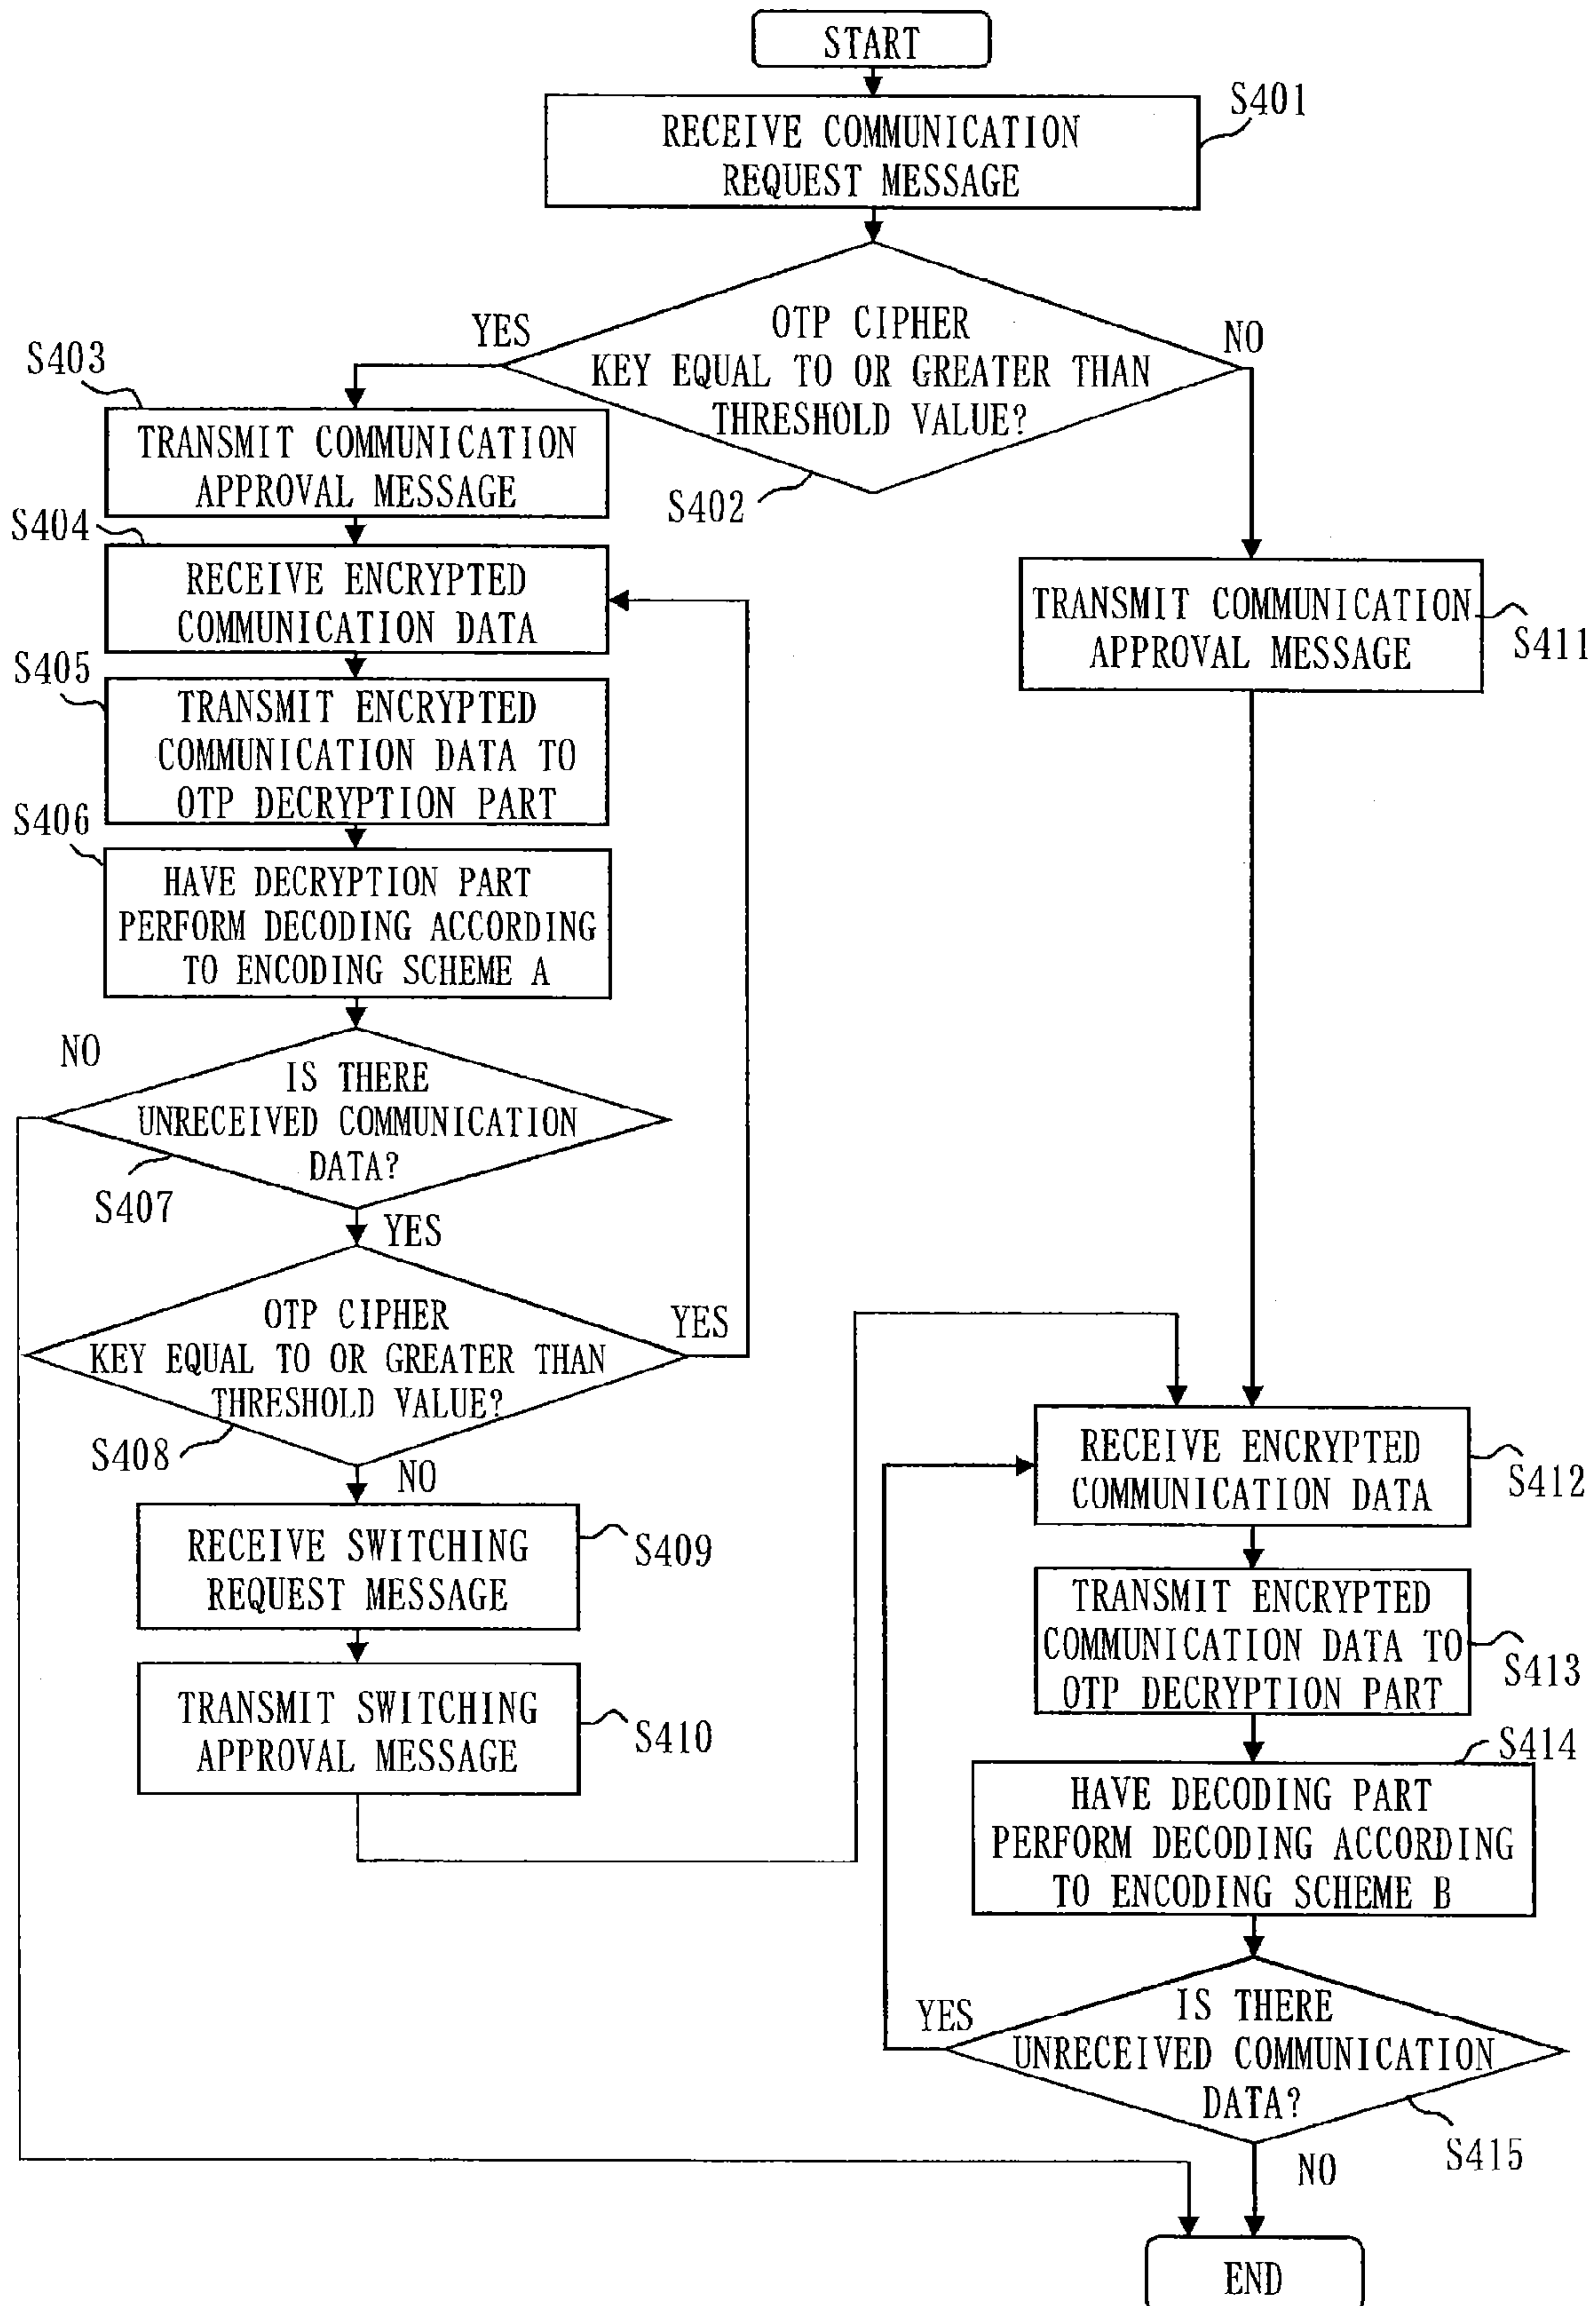 START
S401
RECEIVE COMMUNICATION
REQUEST MESSAGE
YES
OTP CIPHER
KEY EQUAL TO OR GREATER THAN
THRESHOLD VALUE?
NO
S402
S403
TRANSMIT COMMUNICATION
APPROVAL MESSAGE
S404
RECEIVE ENCRYPTED
COMMUNICATION DATA
S405
TRANSMIT ENCRYPTED
COMMUNICATION DATA TO
OTP DECRYPTION PART
S406
HAVE DECRYPTION PART
PERFORM DECODING ACCORDING
TO ENCODING SCHEME A
NO
IS THERE
UNRECEIVED COMMUNICATION
DATA?
S407
YES
OTP CIPHER
KEY EQUAL TO OR GREATER THAN
THRESHOLD VALUE?
YES
S408
NO
RECEIVE SWITCHING
REQUEST MESSAGE
S409
TRANSMIT SWITCHING
APPROVAL MESSAGE
S410
TRANSMIT COMMUNICATION
APPROVAL MESSAGE
S411
RECEIVE ENCRYPTED
COMMUNICATION DATA
S412
TRANSMIT ENCRYPTED
COMMUNICATION DATA TO
OTP DECRYPTION PART
S413
S414
HAVE DECODING PART
PERFORM DECODING ACCORDING
TO ENCODING SCHEME B
YES
IS THERE
UNRECEIVED COMMUNICATION
DATA?
S415
NO
END